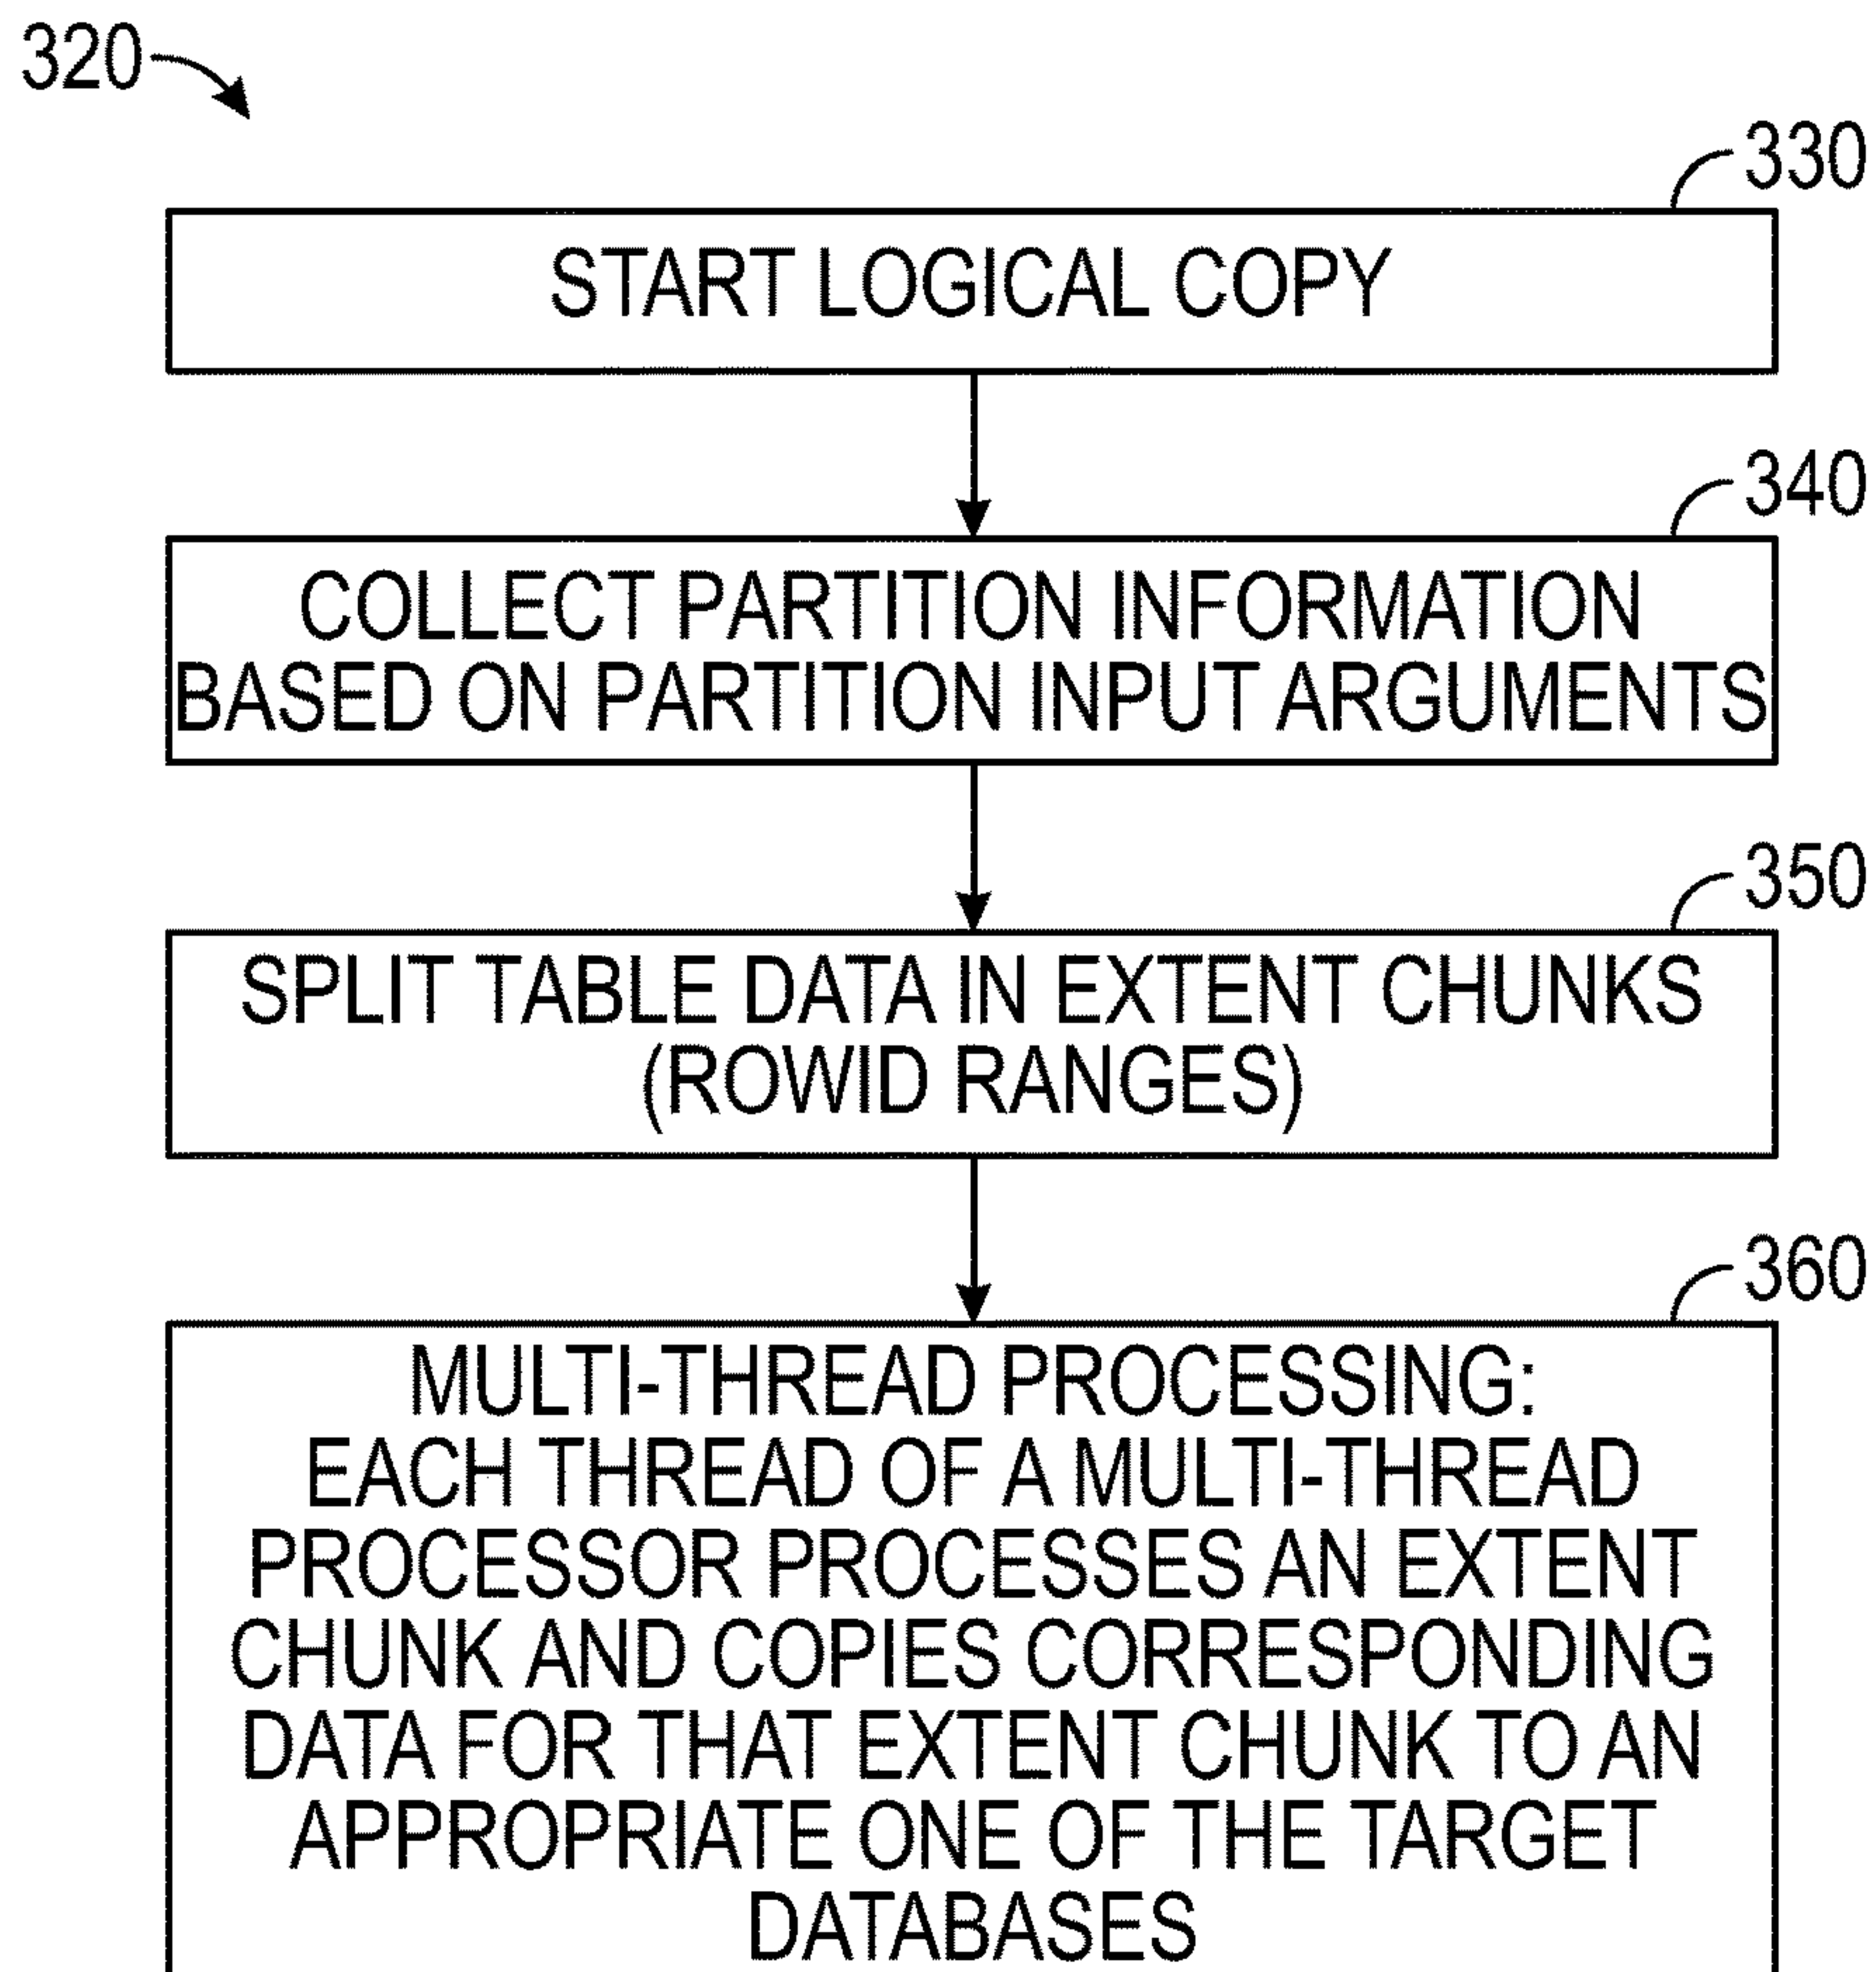 320
330
START LOGICAL COPY
340
COLLECT PARTITION INFORMATION
BASED ON PARTITION INPUT ARGUMENTS
350
SPLIT TABLE DATA IN EXTENT CHUNKS
(ROWID RANGES)
360
MULTI-THREAD PROCESSING:
EACH THREAD OF A MULTI-THREAD
PROCESSOR PROCESSES AN EXTENT
CHUNK AND COPIES CORRESPONDING
DATA FOR THAT EXTENT CHUNK TO AN
APPROPRIATE ONE OF THE TARGET
DATABASES